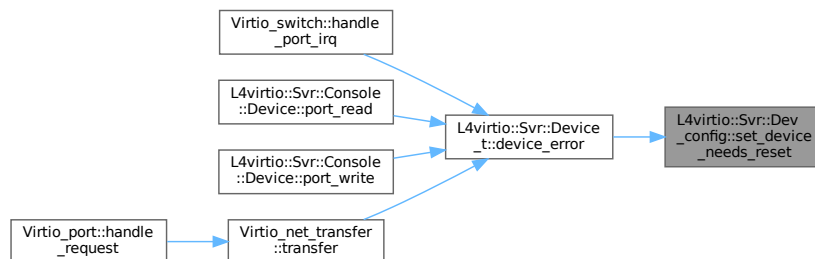 Virtio_switch::handle
_port_irq
L4virtio::Svr::Console
::Device::port_read
L4virtio::Svr::Device
_t::device_error
L4virtio::Svr::Dev
_config::set_device
_needs_reset
L4virtio::Svr::Console
::Device::port_write
Virtio_port::handle
_request
Virtio_net_transfer
::transfer